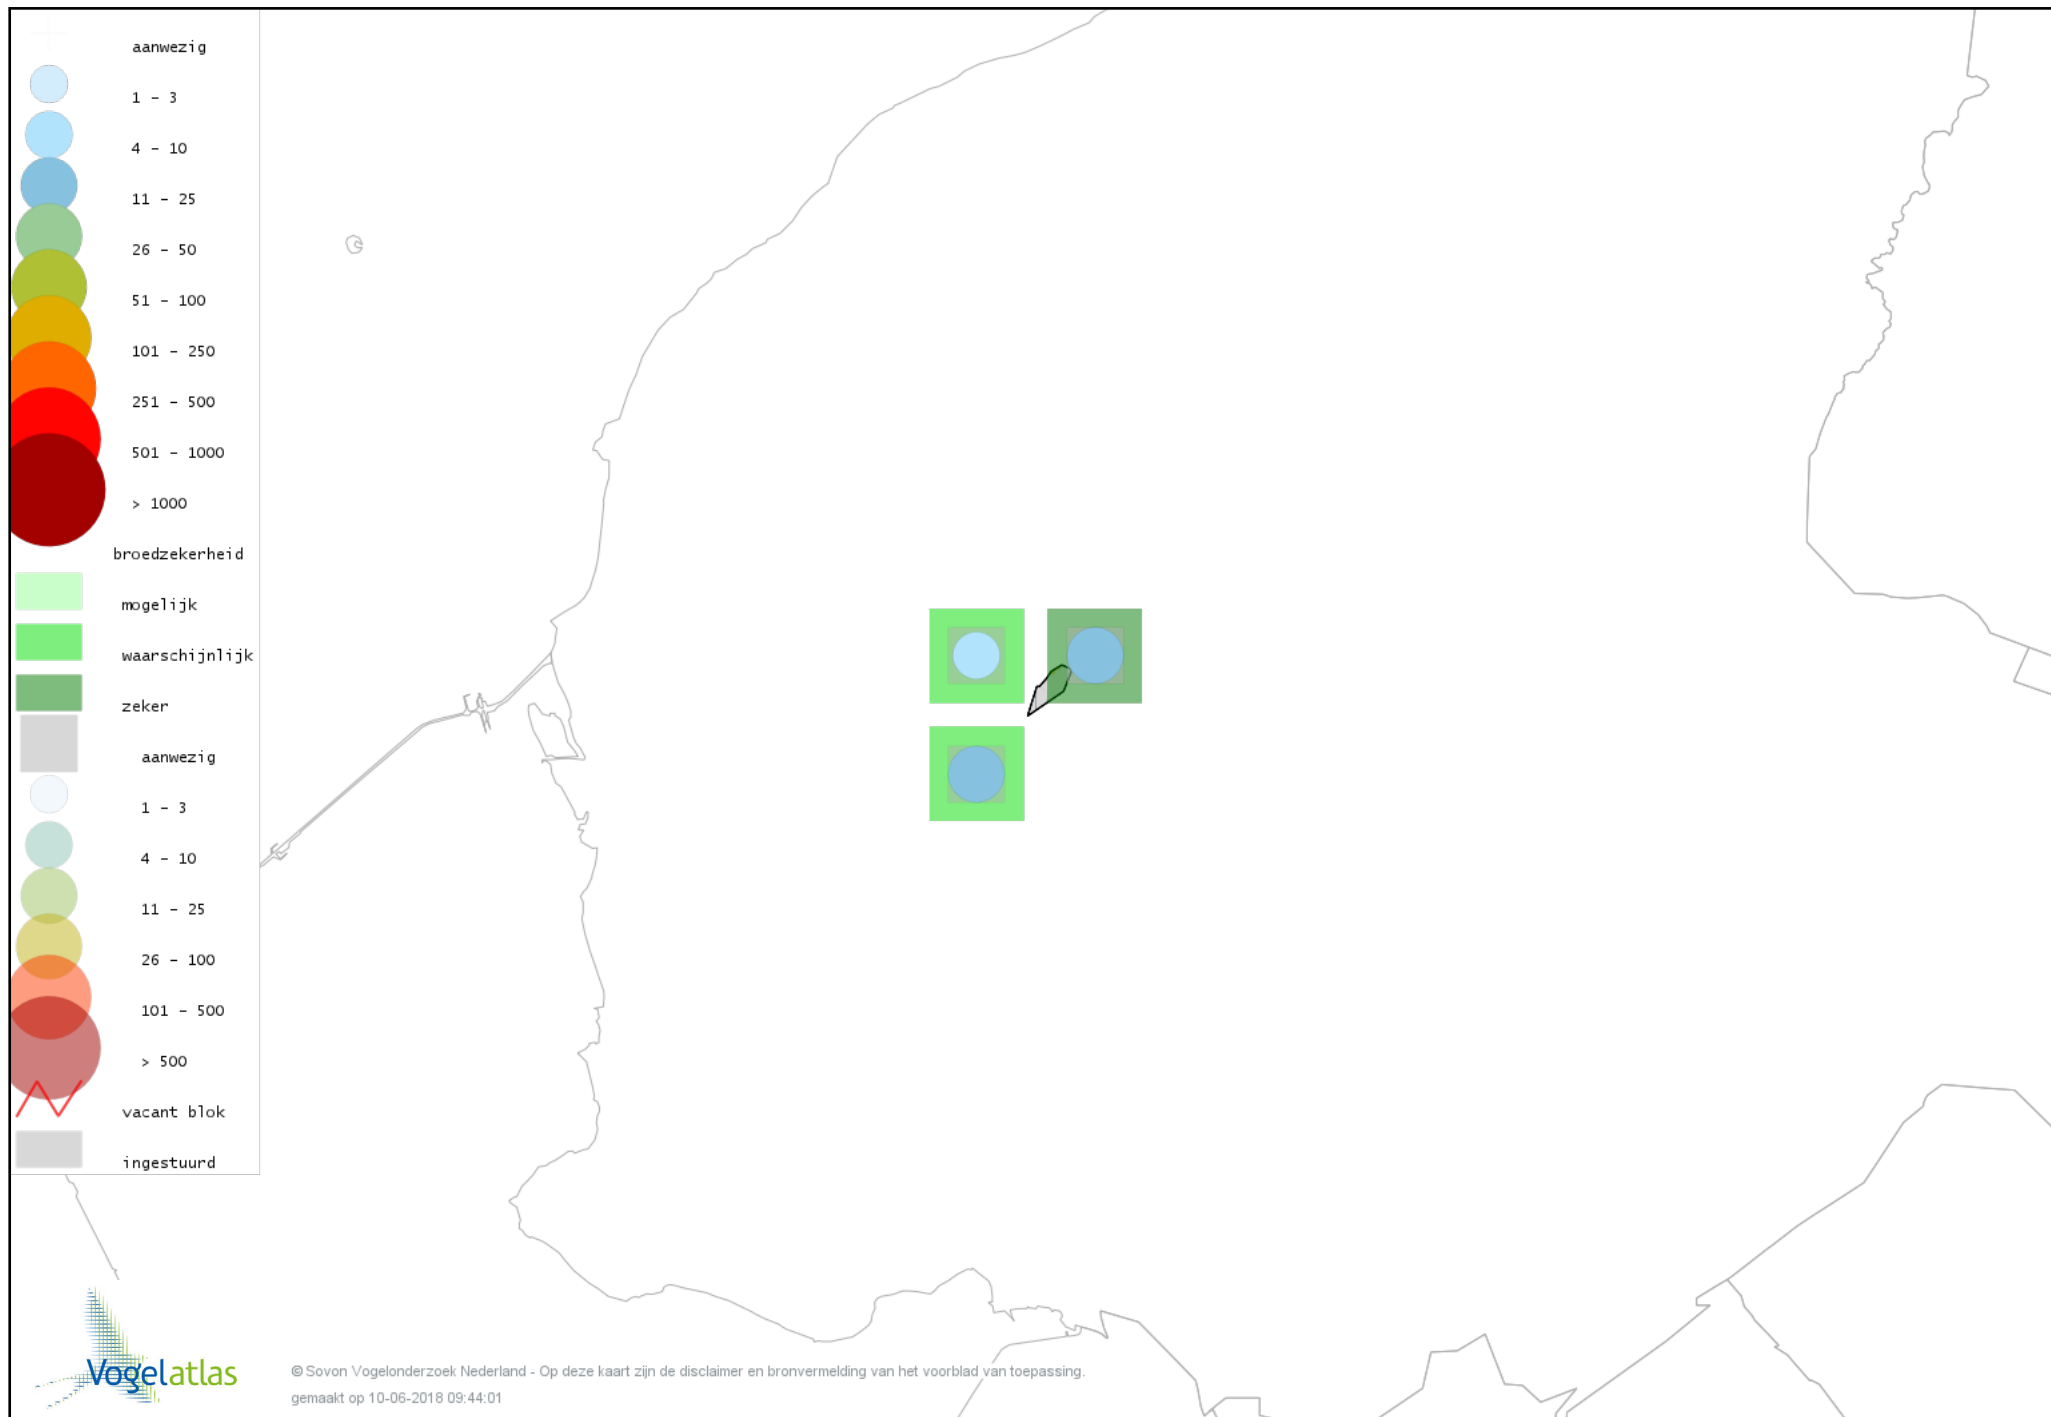 aanwezig
1 - 3
4 - 10
11 - 25
26 - 50
51 - 100
101 - 250
251 - 500
501 - 1000
> 1000
broedzekerheid
mogelijk
waarschijnlijk
zeker
aanwezig
1 - 3
4 - 10
11 - 25
26 - 100
101 - 500
> 500
vacant blok
ingestuurd
Vogelatlas
© Sovon Vogelonderzoek Nederland - Op deze kaart zijn de disclaimer en bronvermelding van het voorblad van toepassing.
gemaakt op 10-06-2018 09:44:01